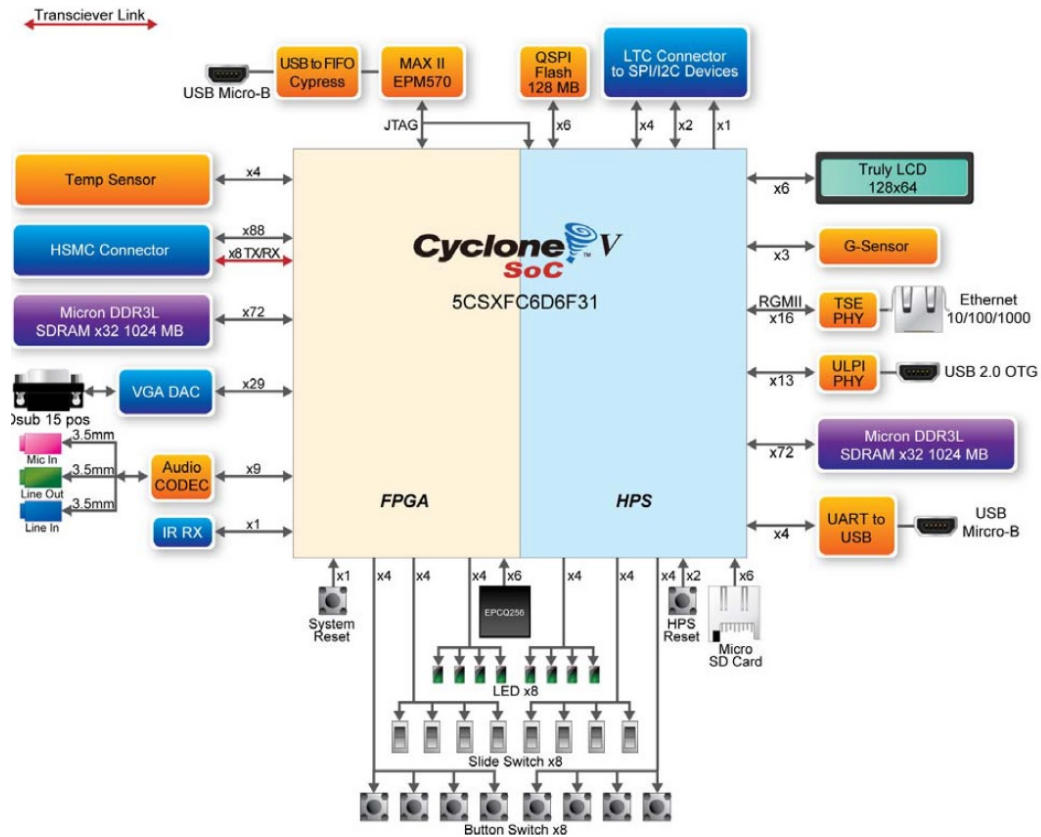 Transciever Link
USB Micro-B
USB to FIFO
Cypress
MAX II
EPM570
QSPI
Flash
128 MB
LTC Connector
to SPI/I2C Devices
JTAG
x6
x4
x2
x1
Temp Sensor
x4
HSMC Connector
x88
x8 TX/RX
Micron DDR3L
SDRAM x32 1024 MB
x72
VGA DAC
x29
Dsub 15 pos
3.5mm
Mic In
3.5mm
Line Out
3.5mm
Line In
Audio
CODEC
x9
IR RX
x1
Cyclone V
SoC
™
5CSXFC6D6F31
FPGA
HPS
x6
Truly LCD
128x64
x3
G-Sensor
RGMII
x16
TSE
PHY
Ethernet
10/100/1000
x13
ULPI
PHY
USB 2.0 OTG
x72
Micron DDR3L
SDRAM x32 1024 MB
x4
UART to
USB
USB
Mircro-B
x1
x4
x4
x4
x6
x4
x4
x4
x2
x6
System
Reset
EPCQ256
HPS
Reset
Micro
SD Card
LED x8
Slide Switch x8
Button Switch x8